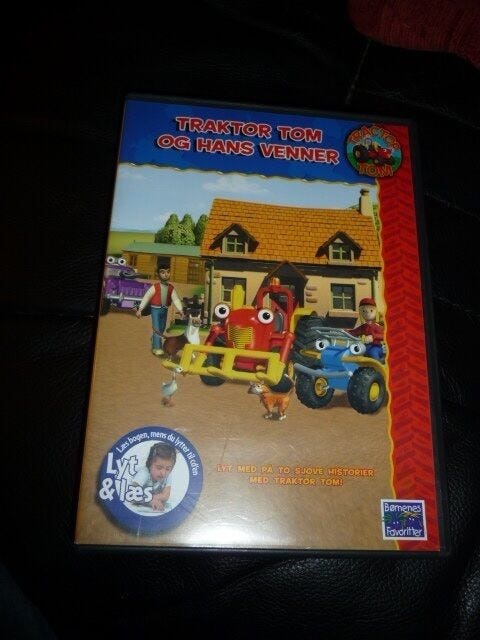 TRAKTOR TOM
OG HANS VENNER
TRACTOR
TOM
Læs bogen, mens du lytter til cd'en
Lyt
& læs
LYT MED PÅ TO SJOVE HISTORIER
MED TRAKTOR TOM!
Børnenes
Favoritter